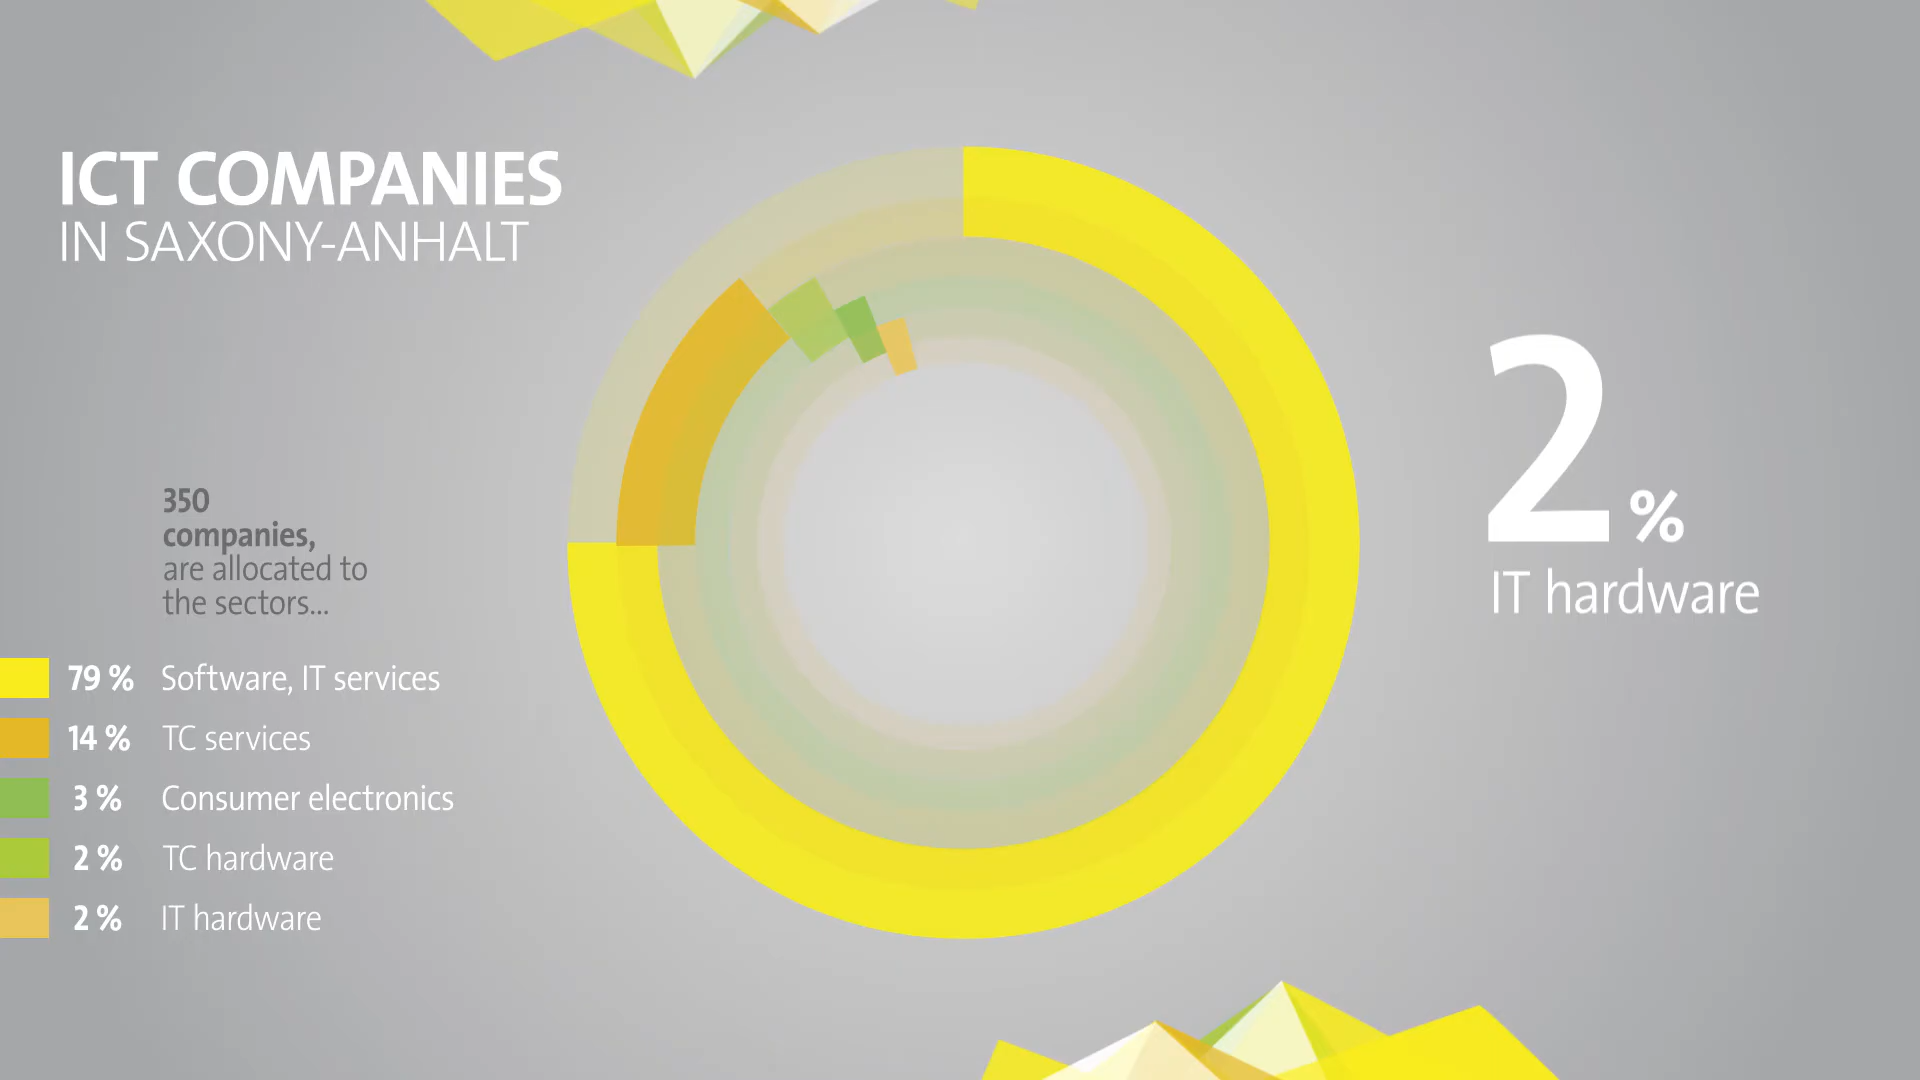 ICT COMPANIES
IN SAXONY-ANHALT
350
companies,
are allocated to
the sectors...
79 % Software, IT services
14 % TC services
3 % Consumer electronics
2 % TC hardware
2 % IT hardware
2 %
IT hardware